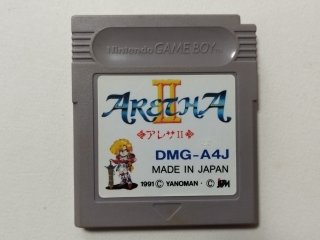 Nintendo GAME BOY
ARETHA
II
アレサII
DMG-A4J
MADE IN JAPAN
1991 © YANOMAN · ©